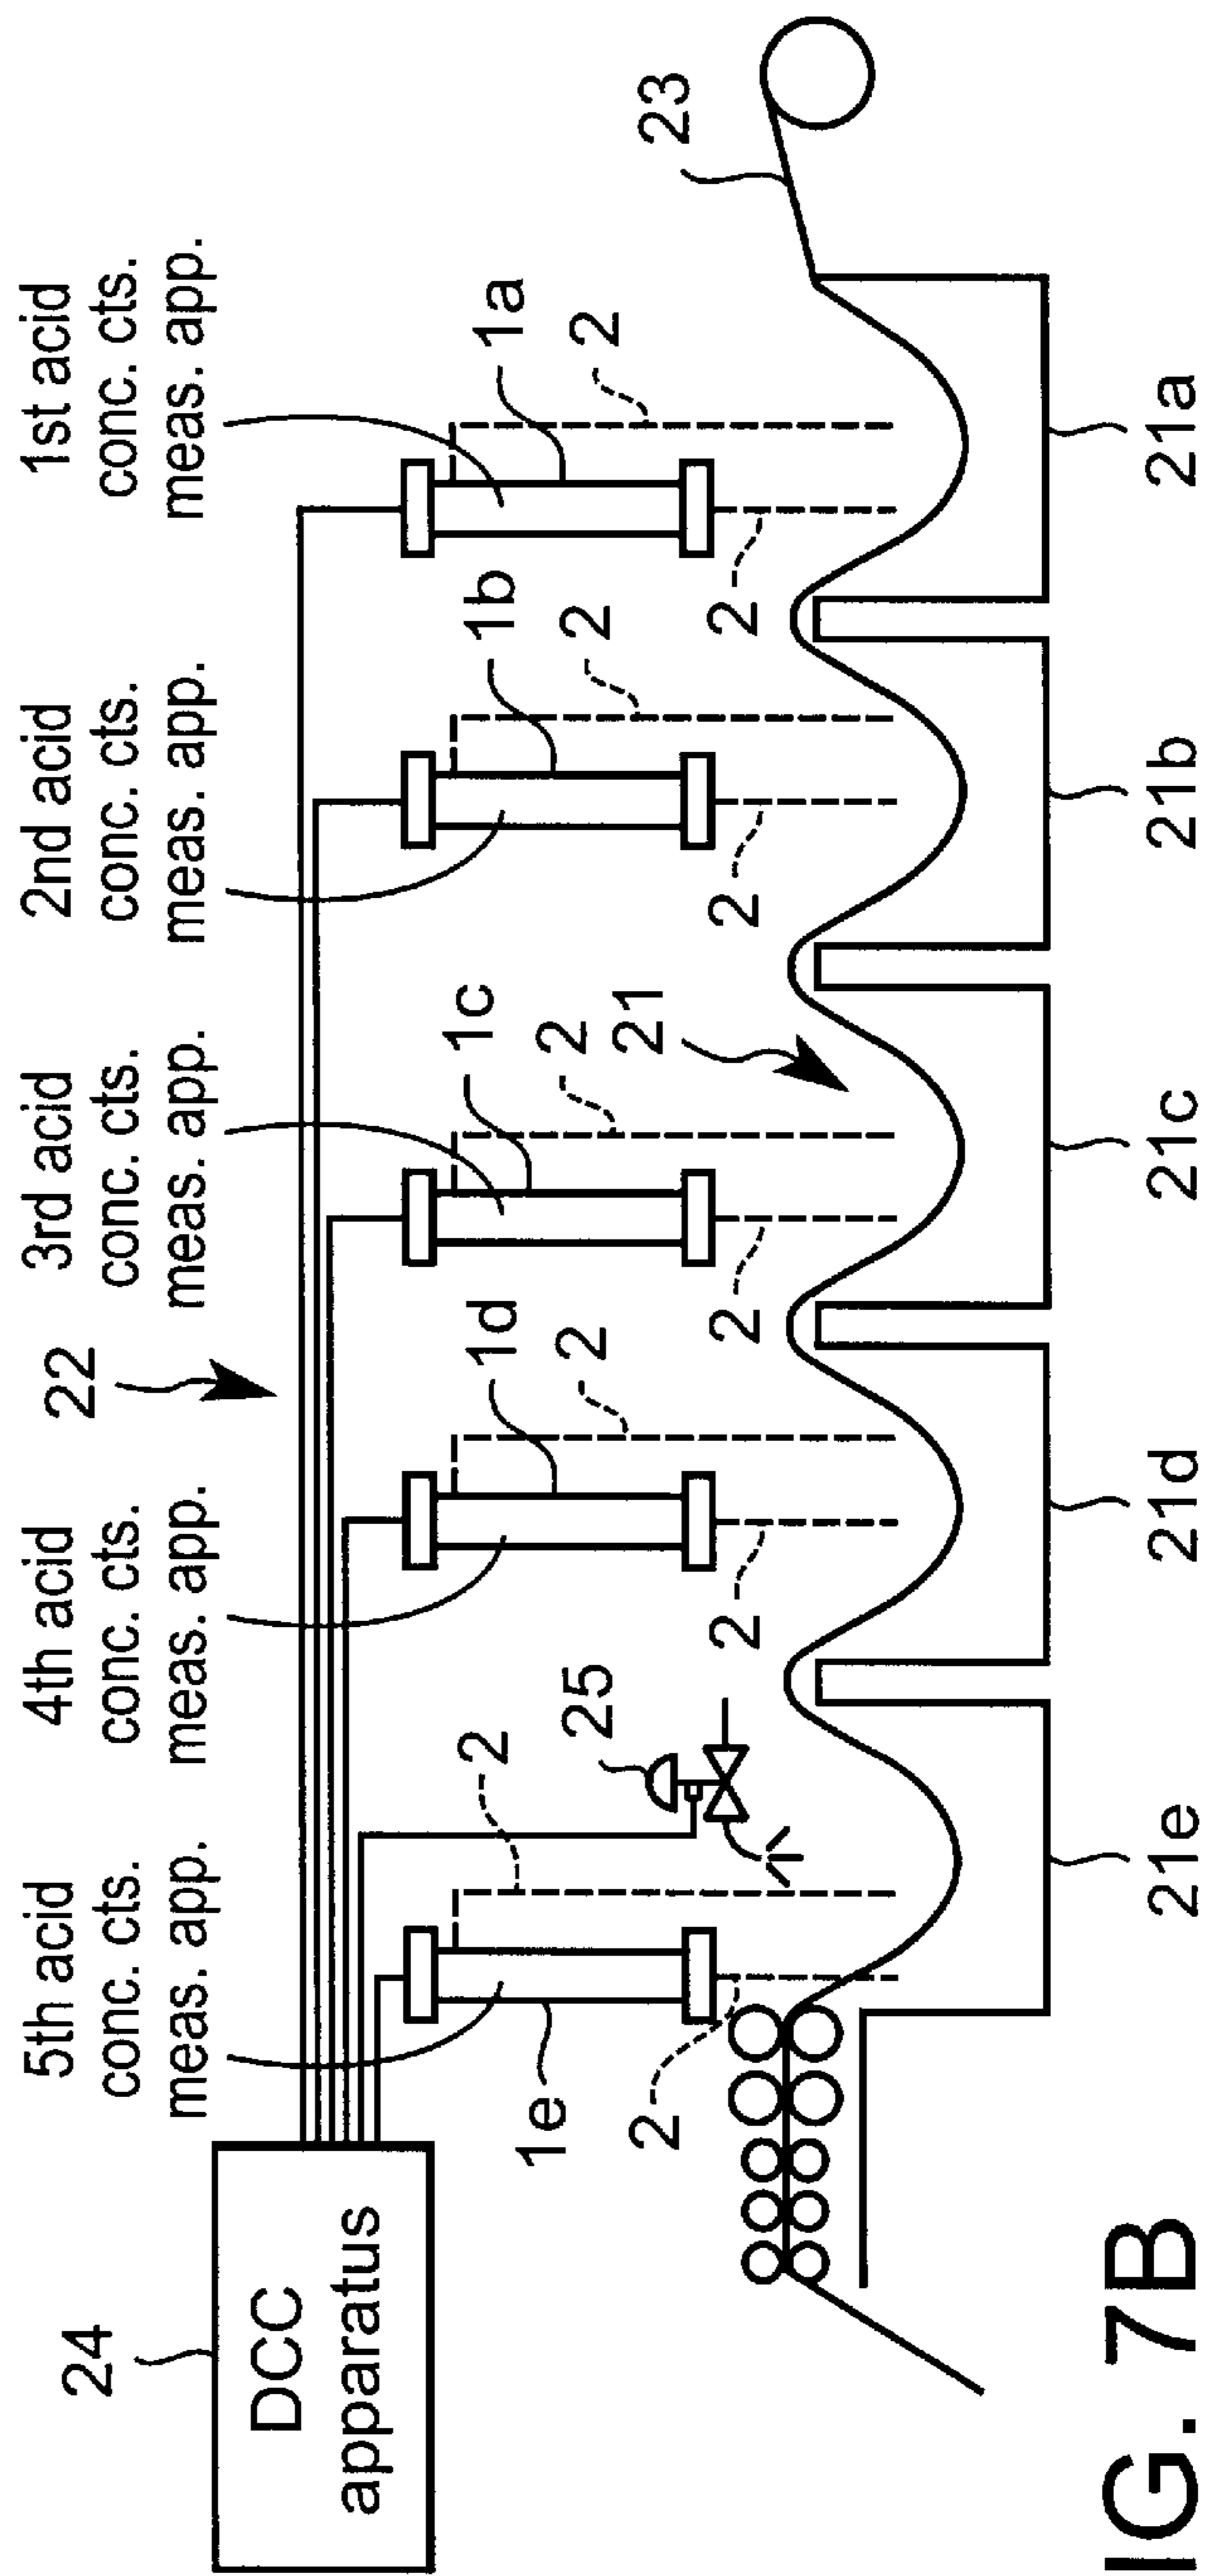 24
DCC
apparatus
22
5th acid
conc. cts.
meas. app.
4th acid
conc. cts.
meas. app.
3rd acid
conc. cts.
meas. app.
2nd acid
conc. cts.
meas. app.
1st acid
conc. cts.
meas. app.
1e
2
2
25
1d
2
2
1c
2
2
21
1b
2
2
1a
2
2
23
21e
21d
21c
21b
21a
IG. 7B